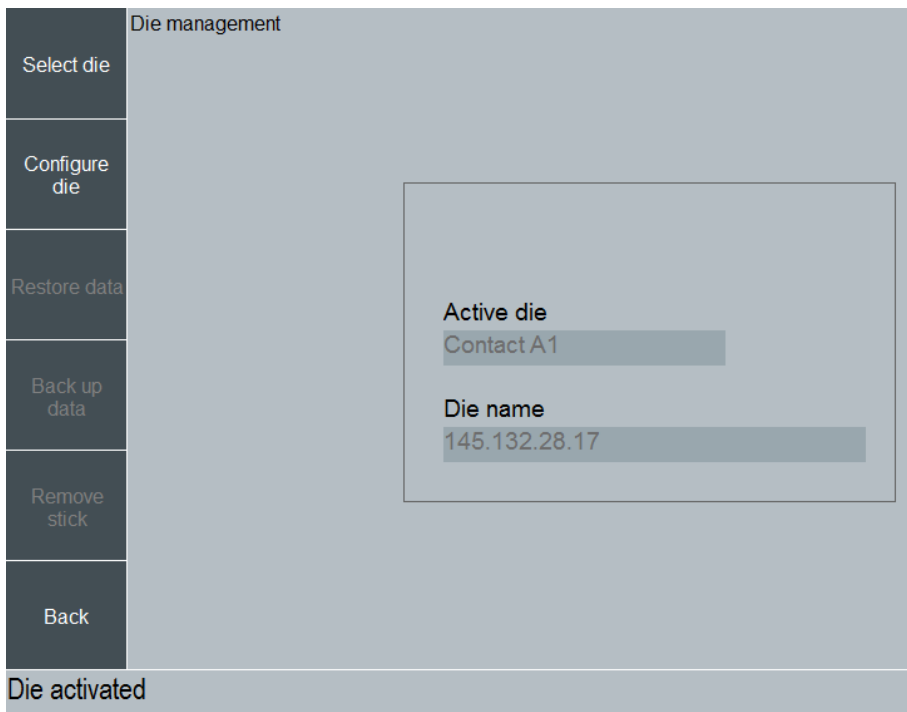 Die management
Select die
Configure
die
Restore data
Back up
data
Remove
stick
Back
Active die
Contact A1
Die name
145.132.28.17
Die activated